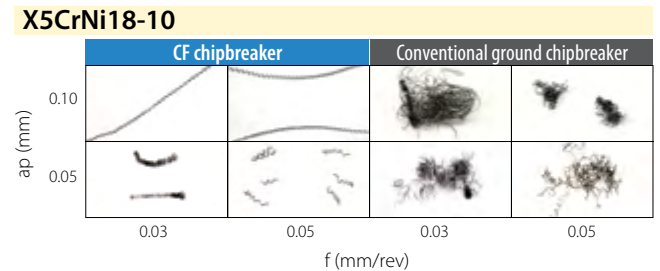 X5CrNi18-10
CF chipbreaker Conventional ground chipbreaker
ap (mm)
0.10
0.05
0.03 0.05 0.03 0.05
f (mm/rev)